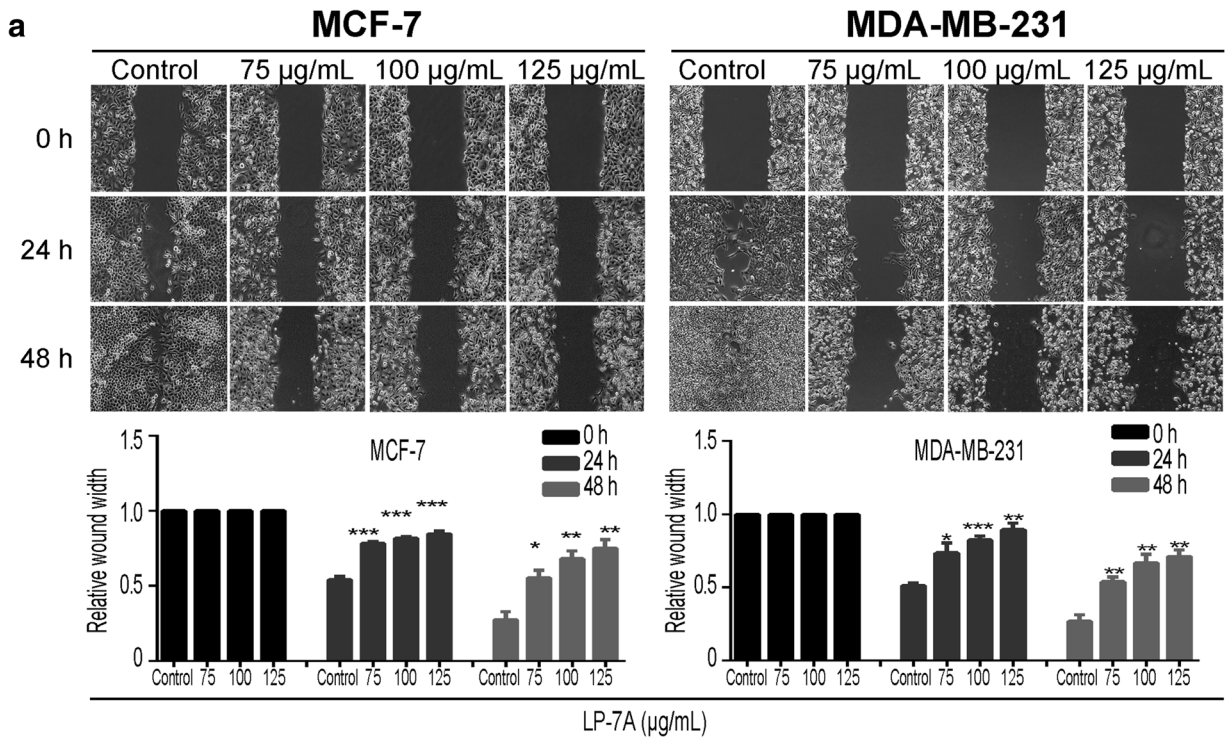 a
MCF-7 MDA-MB-231
Control 75 µg/mL 100 µg/mL 125 µg/mL Control 75 µg/mL 100 µg/mL 125 µg/mL
0 h
24 h
48 h
1.5
1.0
0.5
0
Relative wound width
MCF-7
0 h
24 h
48 h
*** *** *** * ** **
Control 75 100 125 Control 75 100 125 Control 75 100 125
1.5
1.0
0.5
0
Relative wound width
MDA-MB-231
0 h
24 h
48 h
* *** ** ** ** **
Control 75 100 125 Control 75 100 125 Control 75 100 125
LP-7A (µg/mL)